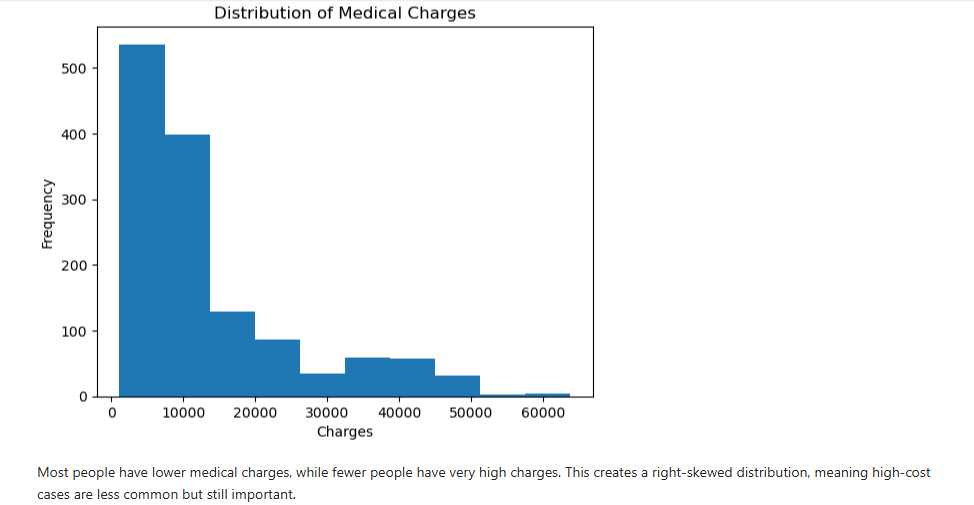 Distribution of Medical Charges
500
400
300
200
100
0
Frequency
0 10000 20000 30000 40000 50000 60000
Charges
Most people have lower medical charges, while fewer people have very high charges. This creates a right-skewed distribution, meaning high-cost
cases are less common but still important.